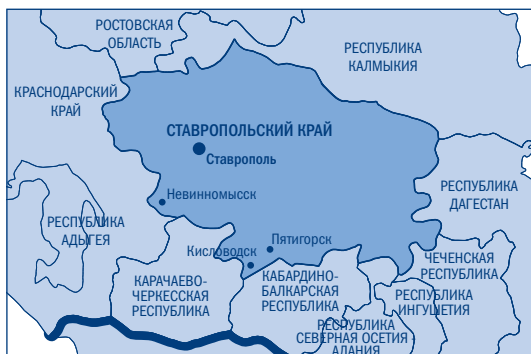 РОСТОВСКАЯ
ОБЛАСТЬ
РЕСПУБЛИКА
КАЛМЫКИЯ
КРАСНОДАРСКИЙ
КРАЙ
СТАВРОПОЛЬСКИЙ КРАЙ
Ставрополь
Невинномысск
РЕСПУБЛИКА
ДАГЕСТАН
РЕСПУБЛИКА
АДЫГЕЯ
Пятигорск
Кисловодск
ЧЕЧЕНСКАЯ
РЕСПУБЛИКА
КАРАЧАЕВО-
ЧЕРКЕССКАЯ
РЕСПУБЛИКА
КАБАРДИНО-
БАЛКАРСКАЯ
РЕСПУБЛИКА
РЕСПУБЛИКА
ИНГУШЕТИЯ
РЕСПУБЛИКА
СЕВЕРНАЯ ОСЕТИЯ -
АЛАНИЯ